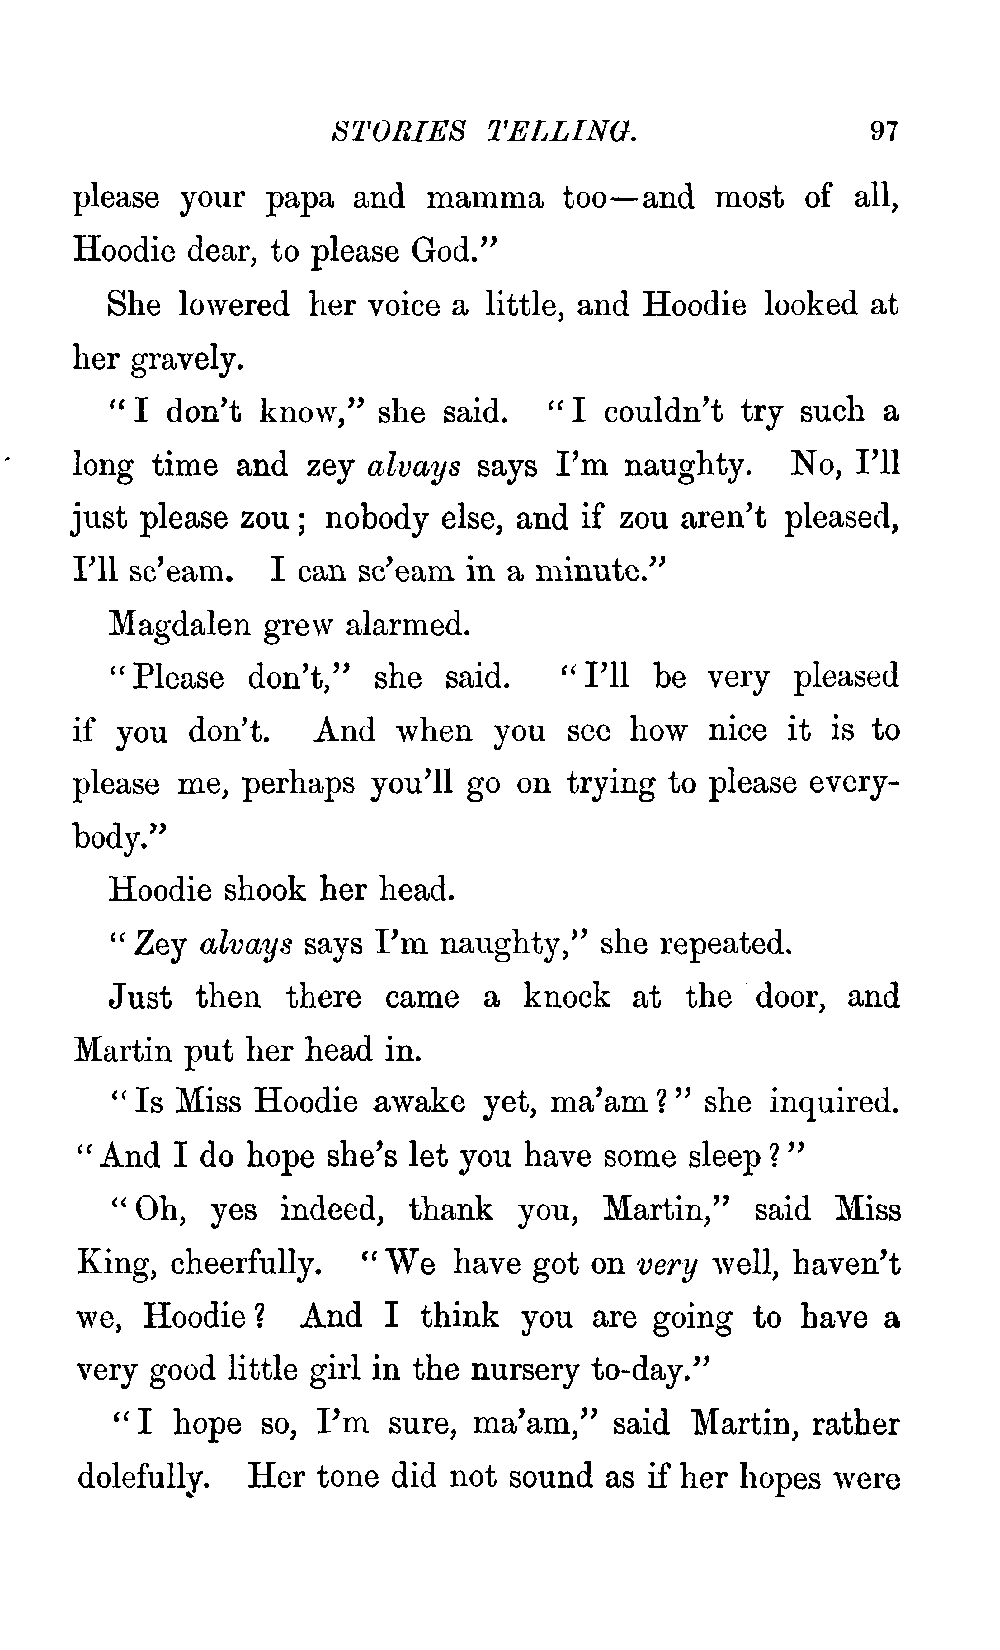 STORIES TELLING. 97
please your papa and mamma too—and most of all,
Hoodie dear, to please God."
She lowered her voice a little, and Hoodie looked at
her gravely.
"I don't know," she said. "I couldn't try such a
long time and zey alvays says I'm naughty. No, I'll
just please zou; nobody else, and if zou aren't pleased,
I'll sc'eam. I can sc'eam in a minute."
Magdalen grew alarmed.
"Please don't," she said. "I'll be very pleased
if you don't. And when you see how nice it is to
please me, perhaps you'll go on trying to please every-
body."
Hoodie shook her head.
"Zey alvays says I'm naughty," she repeated.
Just then there came a knock at the door, and
Martin put her head in.
"Is Miss Hoodie awake yet, ma'am?" she inquired.
"And I do hope she's let you have some sleep?"
"Oh, yes indeed, thank you, Martin," said Miss
King, cheerfully. "We have got on very well, haven't
we, Hoodie? And I think you are going to have a
very good little girl in the nursery to-day."
"I hope so, I'm sure, ma'am," said Martin, rather
dolefully. Her tone did not sound as if her hopes were